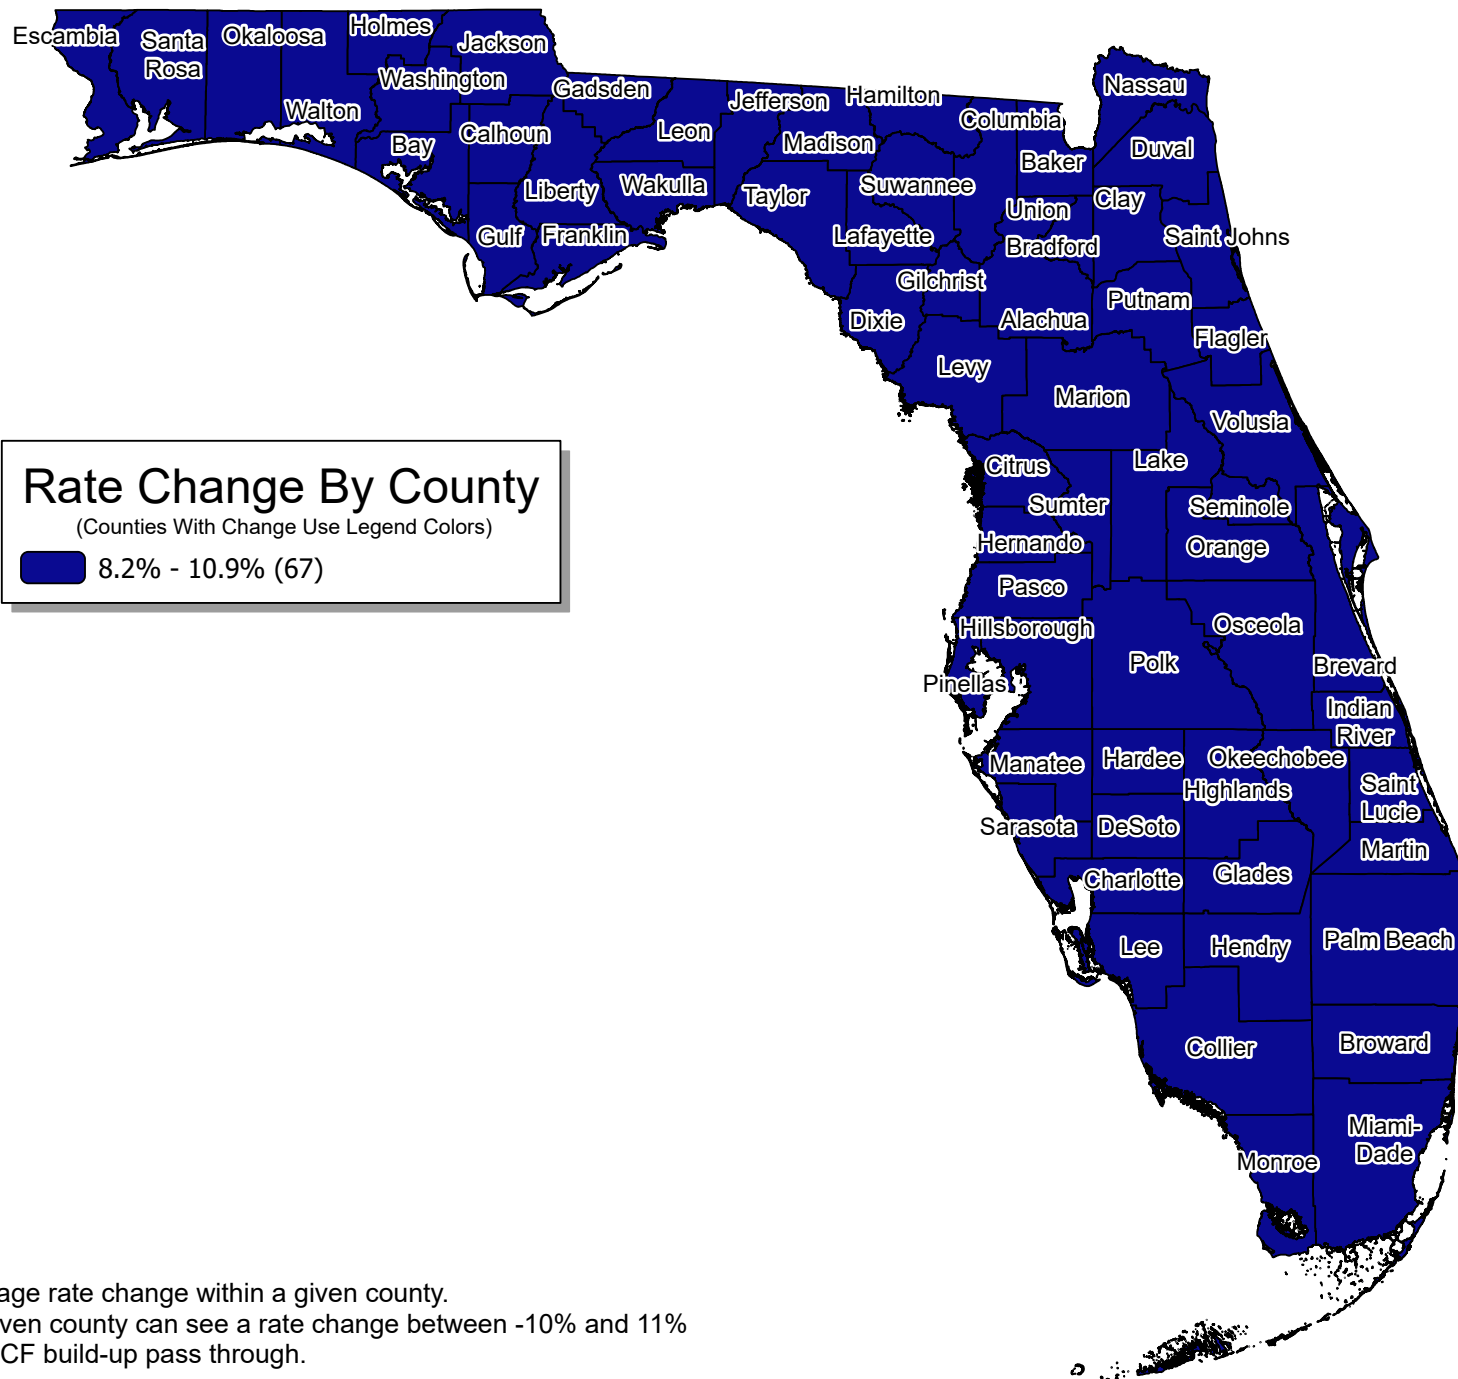 Escambia
Santa
Rosa
Okaloosa
Holmes
Jackson
Washington
Walton
Bay
Calhoun
Gadsden
Liberty
Gulf
Franklin
Leon
Wakulla
Jefferson
Madison
Taylor
Hamilton
Suwannee
Lafayette
Columbia
Baker
Nassau
Duval
Union
Bradford
Clay
Saint Johns
Gilchrist
Dixie
Alachua
Putnam
Flagler
Levy
Marion
Volusia
Citrus
Lake
Sumter
Seminole
Hernando
Orange
Pasco
Hillsborough
Osceola
Polk
Pinellas
Brevard
Indian
River
Manatee
Hardee
Okeechobee
Highlands
Saint
Lucie
Sarasota
DeSoto
Martin
Charlotte
Glades
Lee
Hendry
Palm Beach
Collier
Broward
Miami-
Dade
Monroe
Rate Change By County
(Counties With Change Use Legend Colors)
8.2% - 10.9% (67)
age rate change within a given county.
ven county can see a rate change between -10% and 11%
CF build-up pass through.